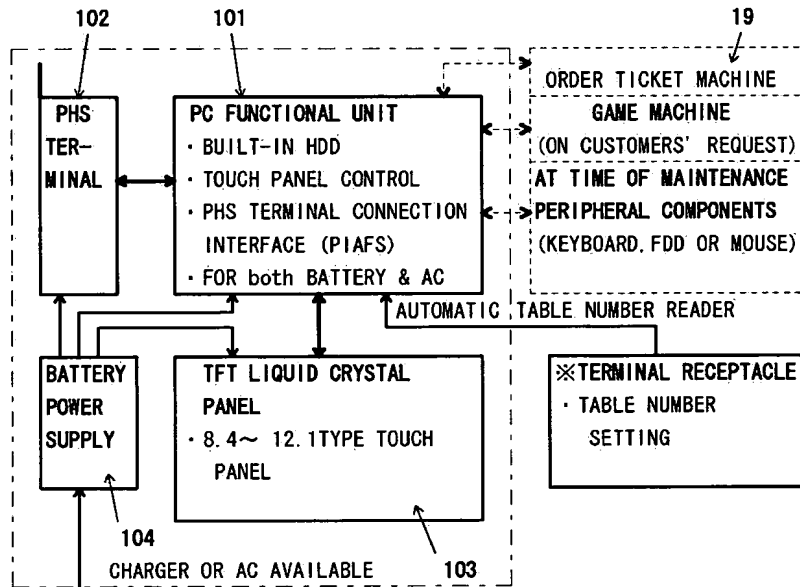 102
101
19
PHS
TER-
MINAL
PC FUNCTIONAL UNIT
・BUILT-IN HDD
・TOUCH PANEL CONTROL
・PHS TERMINAL CONNECTION
INTERFACE (PIAFS)
・FOR both BATTERY & AC
ORDER TICKET MACHINE
GAME MACHINE
(ON CUSTOMERS' REQUEST)
AT TIME OF MAINTENANCE
PERIPHERAL COMPONENTS
(KEYBOARD, FDD OR MOUSE)
AUTOMATIC TABLE NUMBER READER
BATTERY
POWER
SUPPLY
TFT LIQUID CRYSTAL
PANEL
・8.4～ 12.1TYPE TOUCH
PANEL
※TERMINAL RECEPTACLE
・TABLE NUMBER
SETTING
104
CHARGER OR AC AVAILABLE
103